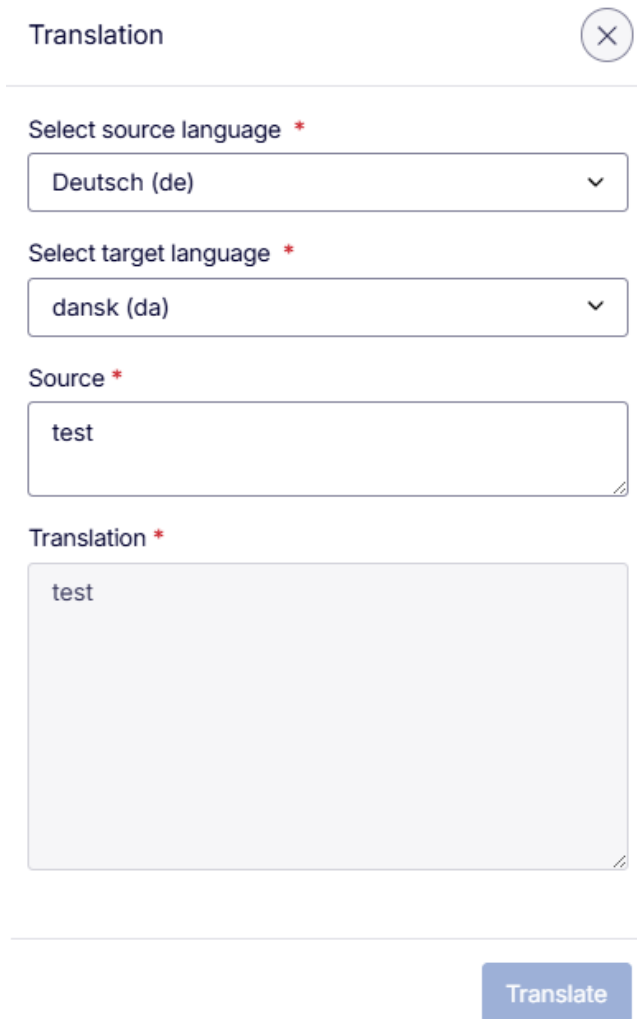 Translation
Select source language *
Deutsch (de)
Select target language *
dansk (da)
Source *
test
Translation *
test
Translate